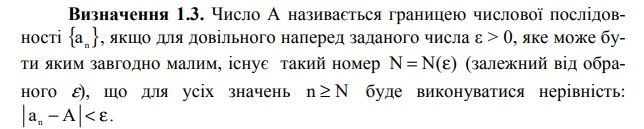 Визначення 1.3. Число А називається границею числової послідов-
ності {aₙ}, якщо для довільного наперед заданого числа ε > 0, яке може бу-
ти яким завгодно малим, існує такий номер N = N(ε) (залежний від обра-
ного ε), що для усіх значень n ≥ N буде виконуватися нерівність:
|aₙ − A| < ε.